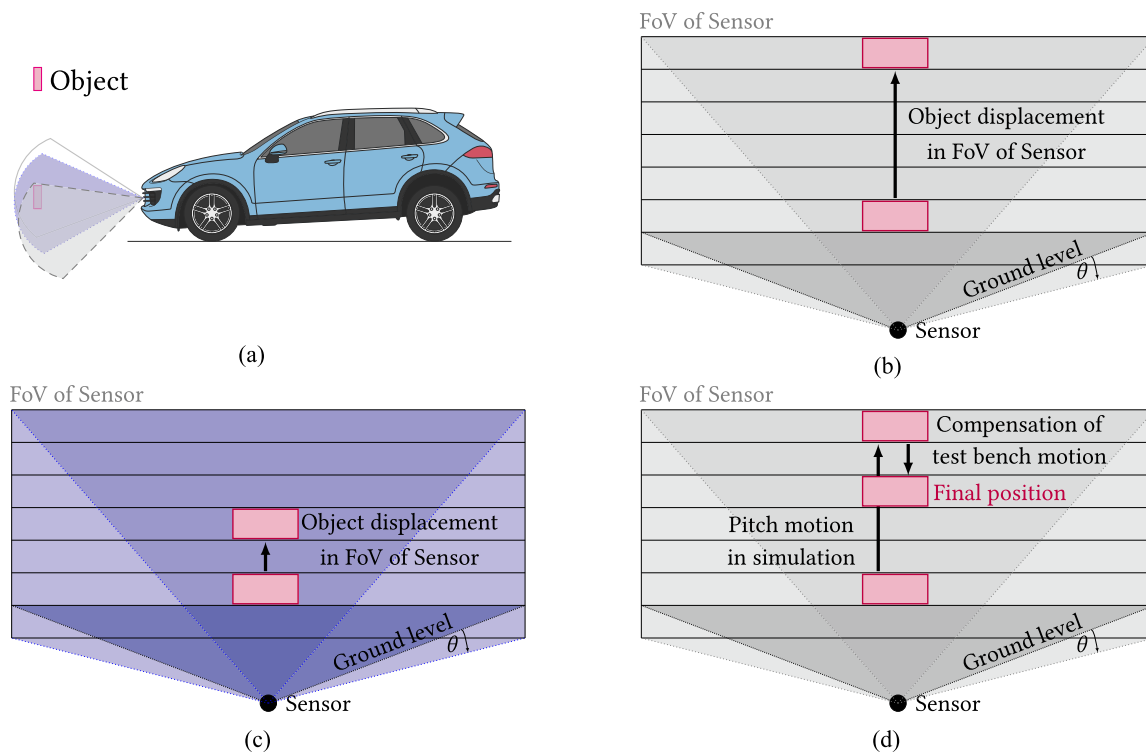 Object
(a)
FoV of Sensor
Object displacement
in FoV of Sensor
Ground level
θ
Sensor
(b)
FoV of Sensor
Object displacement
in FoV of Sensor
Ground level
θ
Sensor
(c)
FoV of Sensor
Compensation of
test bench motion
Final position
Pitch motion
in simulation
Ground level
θ
Sensor
(d)